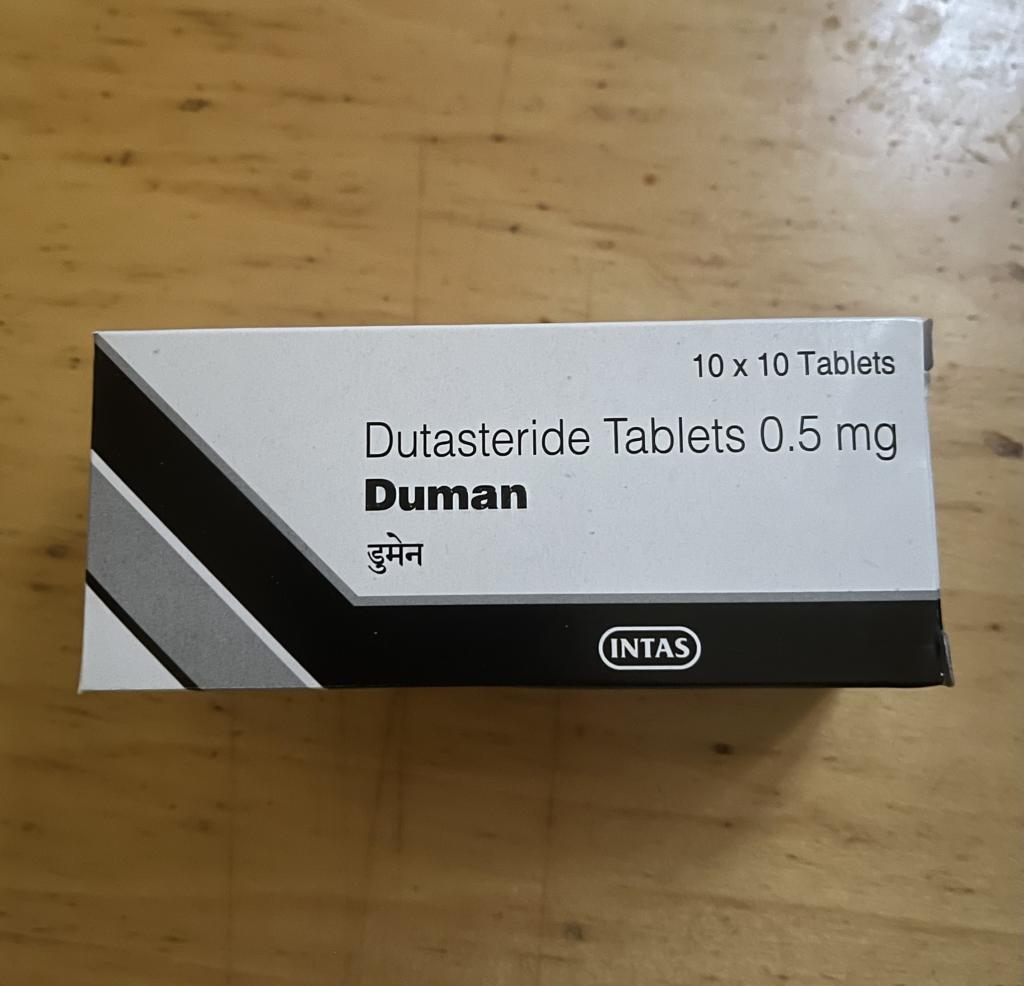 10 x 10 Tablets
Dutasteride Tablets 0.5 mg
Duman
डुमेन
INTAS